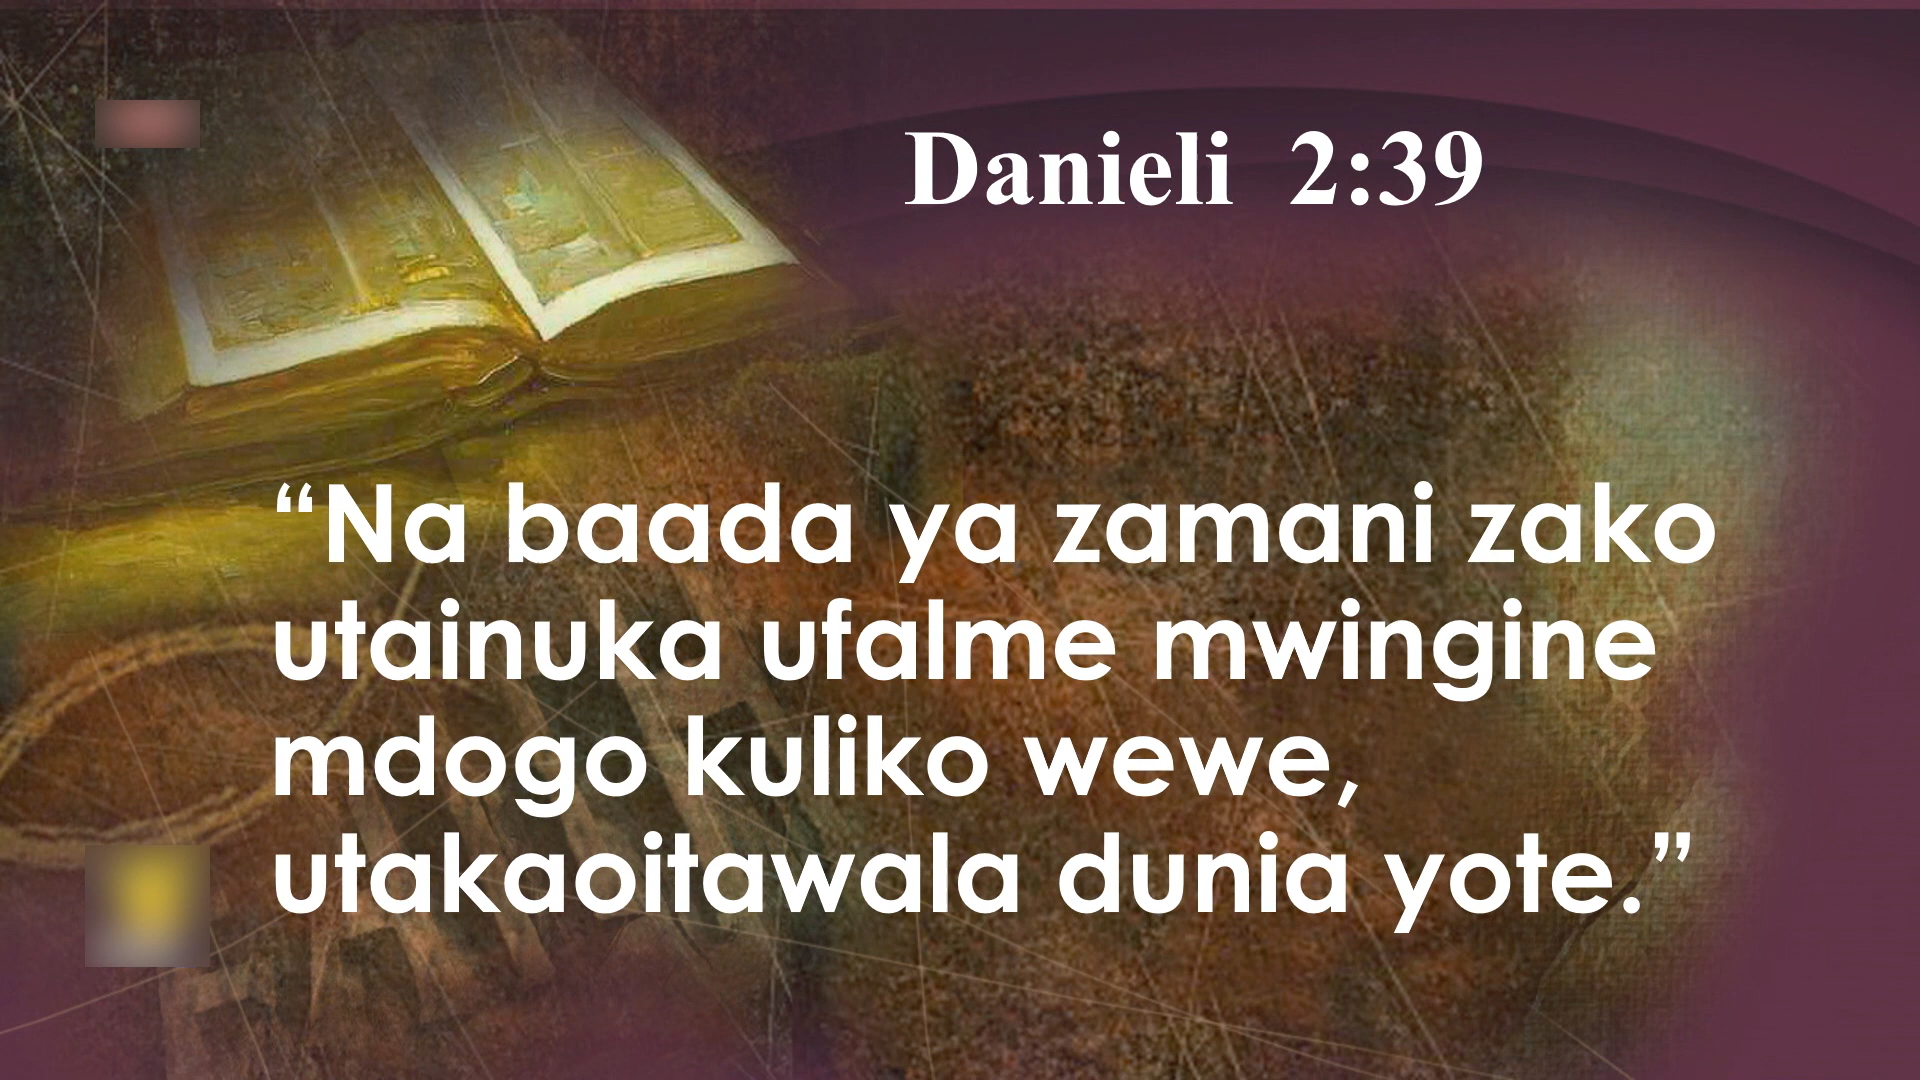 Danieli 2:39
“Na baada ya zamani zako
utainuka ufalme mwingine
mdogo kuliko wewe,
utakaoitawala dunia yote.”